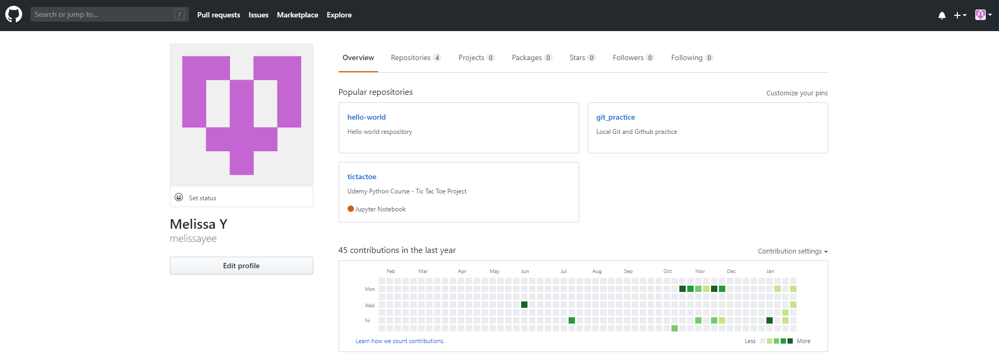 Search or jump to... / Pull requests Issues Marketplace Explore
Overview Repositories 4 Projects 0 Packages 0 Stars 0 Followers 0 Following 0
Set status
Melissa Y
melissayee
Edit profile
Popular repositories Customize your pins
hello-world
Hello world respository
git_practice
Local Git and Github practice
tictactoe
Udemy Python Course - Tic Tac Toe Project
Jupyter Notebook
45 contributions in the last year Contribution settings
Feb Mar Apr May Jun Jul Aug Sep Oct Nov Dec Jan
Mon
Wed
Fri
Learn how we count contributions. Less More